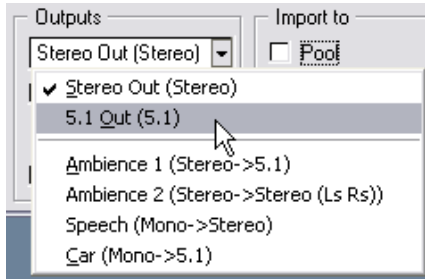 Outputs
Import to
Stereo Out (Stereo)
Pool
Stereo Out (Stereo)
5.1 Out (5.1)
Ambience 1 (Stereo->5.1)
Ambience 2 (Stereo->Stereo (Ls Rs))
Speech (Mono->Stereo)
Car (Mono->5.1)